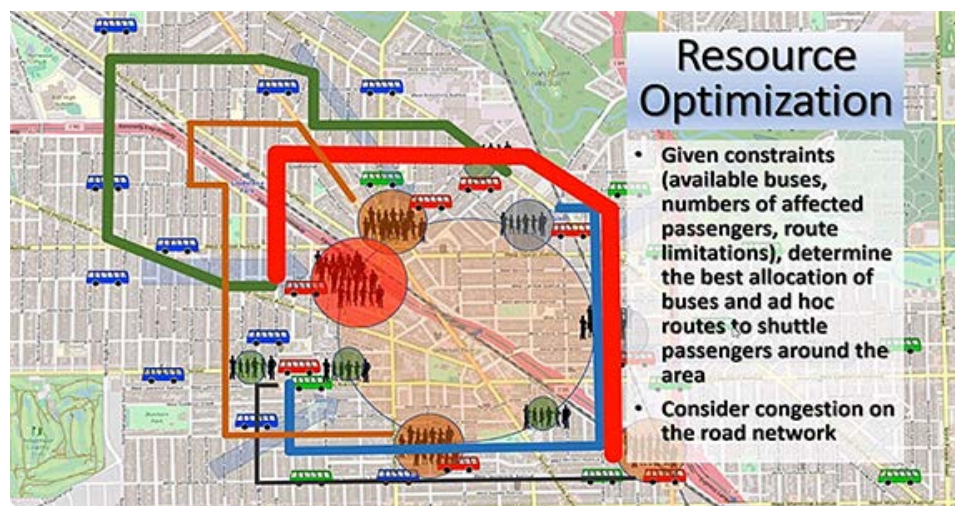 Resource
Optimization
• Given constraints
(available buses,
numbers of affected
passengers, route
limitations), determine
the best allocation of
buses and ad hoc
routes to shuttle
passengers around the
area
• Consider congestion on
the road network